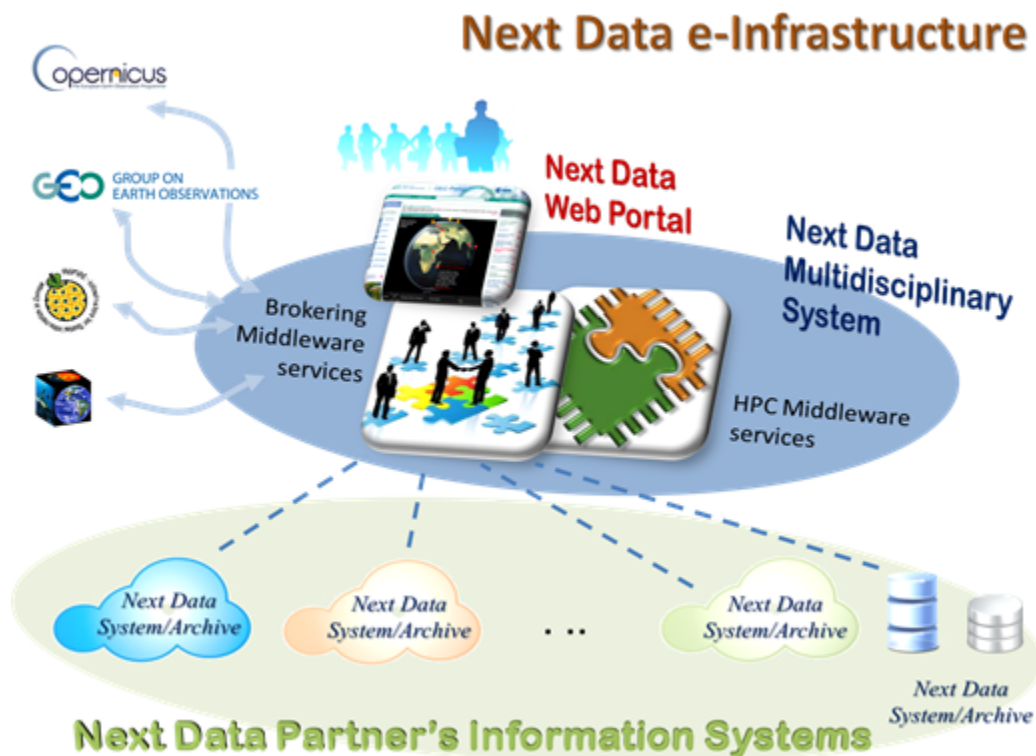 Next Data e-Infrastructure
opernicus
GEO GROUP ON
EARTH OBSERVATIONS
Next Data
Web Portal
Next Data
Multidisciplinary
System
Brokering
Middleware
services
HPC Middleware
services
Next Data
System/Archive
Next Data
System/Archive
. ..
Next Data
System/Archive
Next Data
System/Archive
Next Data Partner's Information Systems